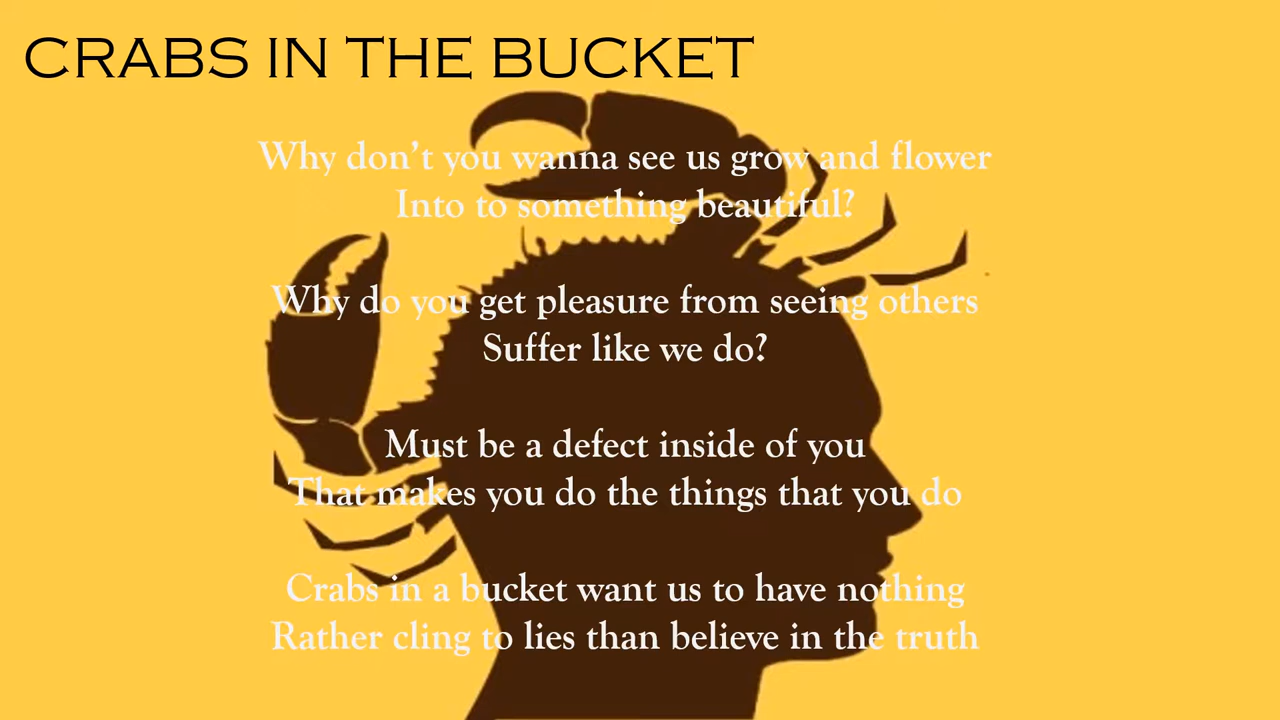 CRABS IN THE BUCKET
Why don't you wanna see us grow and flower
Into to something beautiful?
Why do you get pleasure from seeing others
Suffer like we do?
Must be a defect inside of you
That makes you do the things that you do
Crabs in a bucket want us to have nothing
Rather cling to lies than believe in the truth